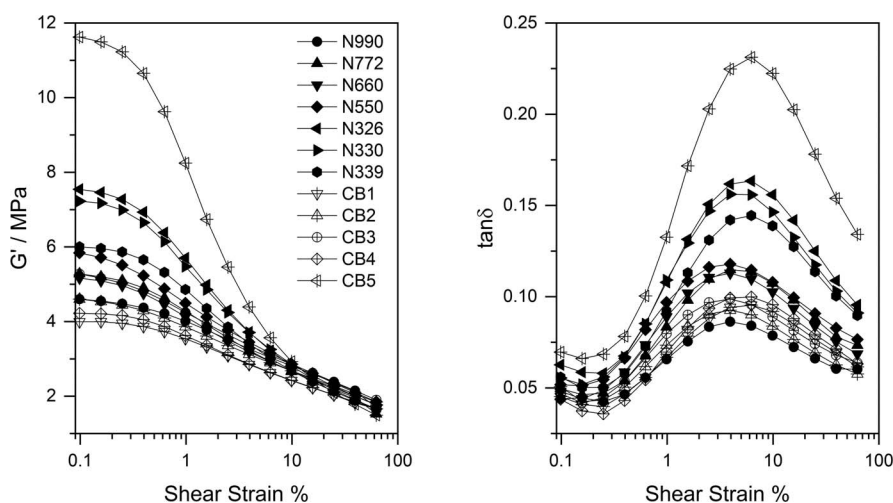 12
10
8
6
4
2
G' / MPa
0.1
1
10
100
Shear Strain %
N990
N772
N660
N550
N326
N330
N339
CB1
CB2
CB3
CB4
CB5
0.25
0.20
0.15
0.10
0.05
tanδ
0.1
1
10
100
Shear Strain %